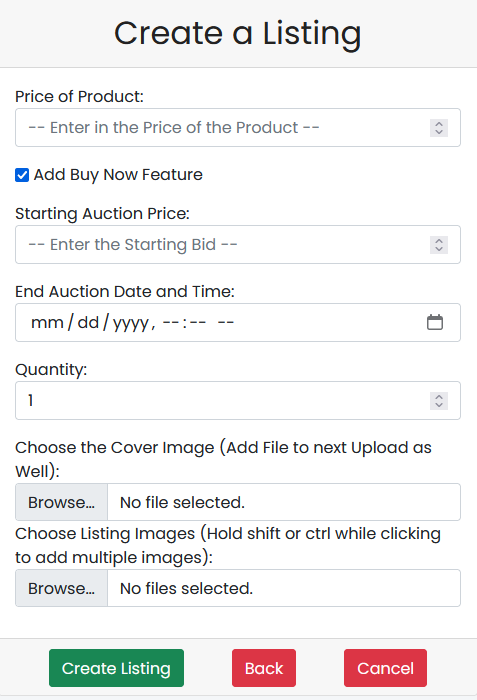 Create a Listing
Price of Product:
-- Enter in the Price of the Product --
Add Buy Now Feature
Starting Auction Price:
-- Enter the Starting Bid --
End Auction Date and Time:
mm / dd / yyyy , -- : -- --
Quantity:
1
Choose the Cover Image (Add File to next Upload as
Well):
Browse... No file selected.
Choose Listing Images (Hold shift or ctrl while clicking
to add multiple images):
Browse... No files selected.
Create Listing Back Cancel